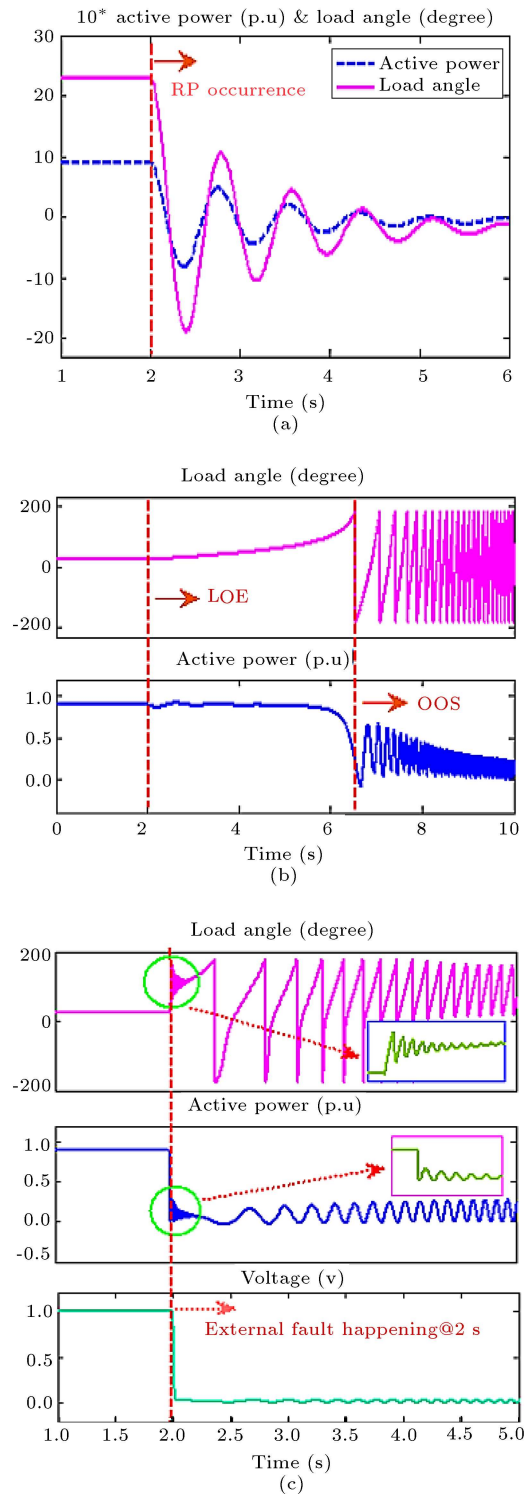 10* active power (p.u) & load angle (degree)
30
20
10
0
-10
-20
RP occurrence
Active power
Load angle
1 2 3 4 5 6
Time (s)
(a)
Load angle (degree)
200
0
-200
LOE
Active power (p.u)
1.0
0.5
0.0
OOS
0 2 4 6 8 10
Time (s)
(b)
Load angle (degree)
200
0
-200
Active power (p.u)
1.0
0.5
0.0
-0.5
Voltage (v)
1.0
0.5
0.0
External fault happening@2 s
1.0 1.5 2.0 2.5 3.0 3.5 4.0 4.5 5.0
Time (s)
(c)